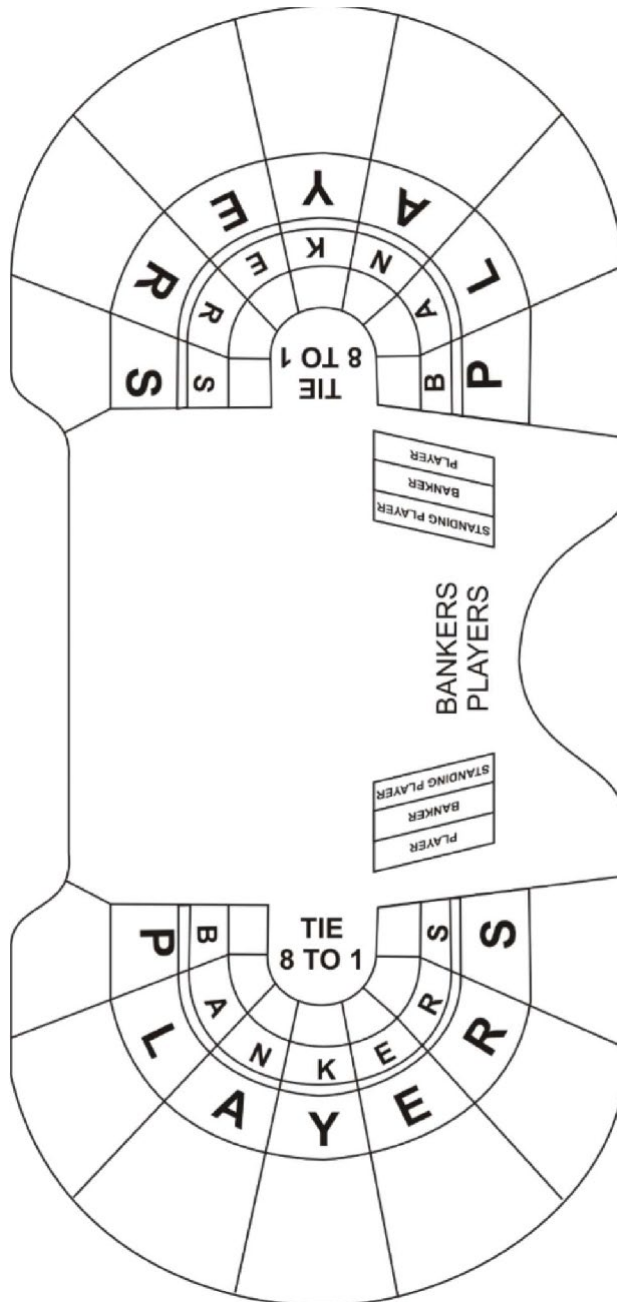 PLAYERS
BANKERS
TIE
8 TO 1
PLAYER
BANKER
STANDING PLAYER
BANKERS
PLAYERS
STANDING PLAYER
BANKER
PLAYER
TIE
8 TO 1
BANKERS
PLAYERS